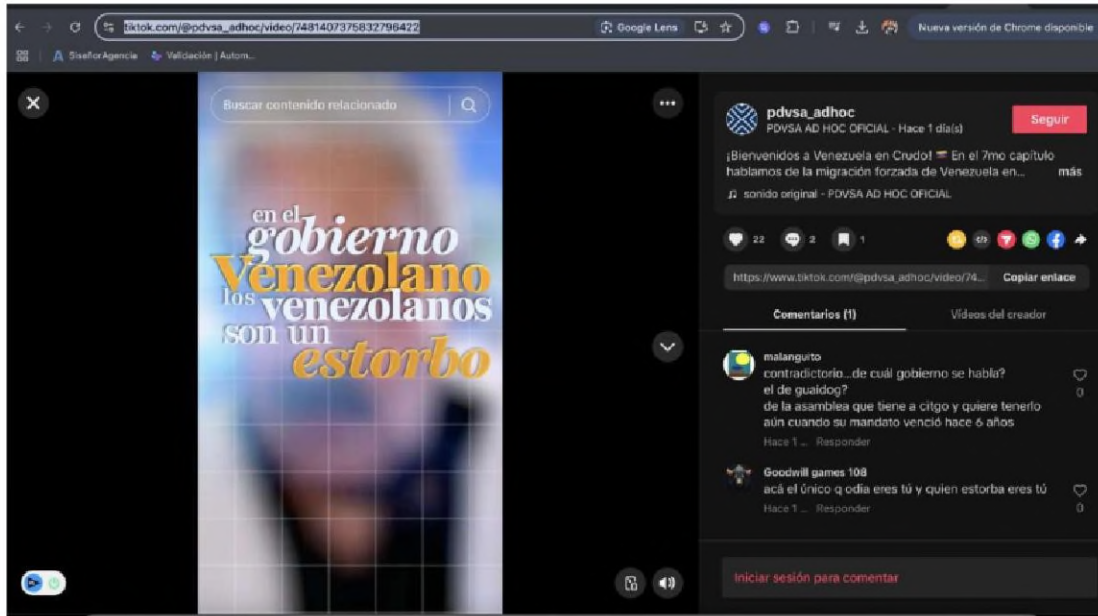 tiktok.com/@pdvsa_adhoc/video/7481407375832796422
Google Lens
Nueva versión de Chrome disponible
SiseñorAgencia
Validación | Autom...
Buscar contenido relacionado
en el
gobierno
Venezolano
los venezolanos
son un
estorbo
pdvsa_adhoc
PDVSA AD HOC OFICIAL · Hace 1 día(s)
Seguir
¡Bienvenidos a Venezuela en Crudo! En el 7mo capítulo
hablamos de la migración forzada de Venezuela en... más
sonido original - PDVSA AD HOC OFICIAL
22 2 1
https://www.tiktok.com/@pdvsa_adhoc/video/74... Copiar enlace
Comentarios (1) Vídeos del creador
malanguito
contradictorio...de cuál gobierno se habla?
el de guaidog?
de la asamblea que tiene a citgo y quiere tenerlo
aún cuando su mandato venció hace 6 años
0
Hace 1 ... Responder
Goodwill games 108
acá el único q odia eres tú y quien estorba eres tú
0
Hace 1 ... Responder
Iniciar sesión para comentar